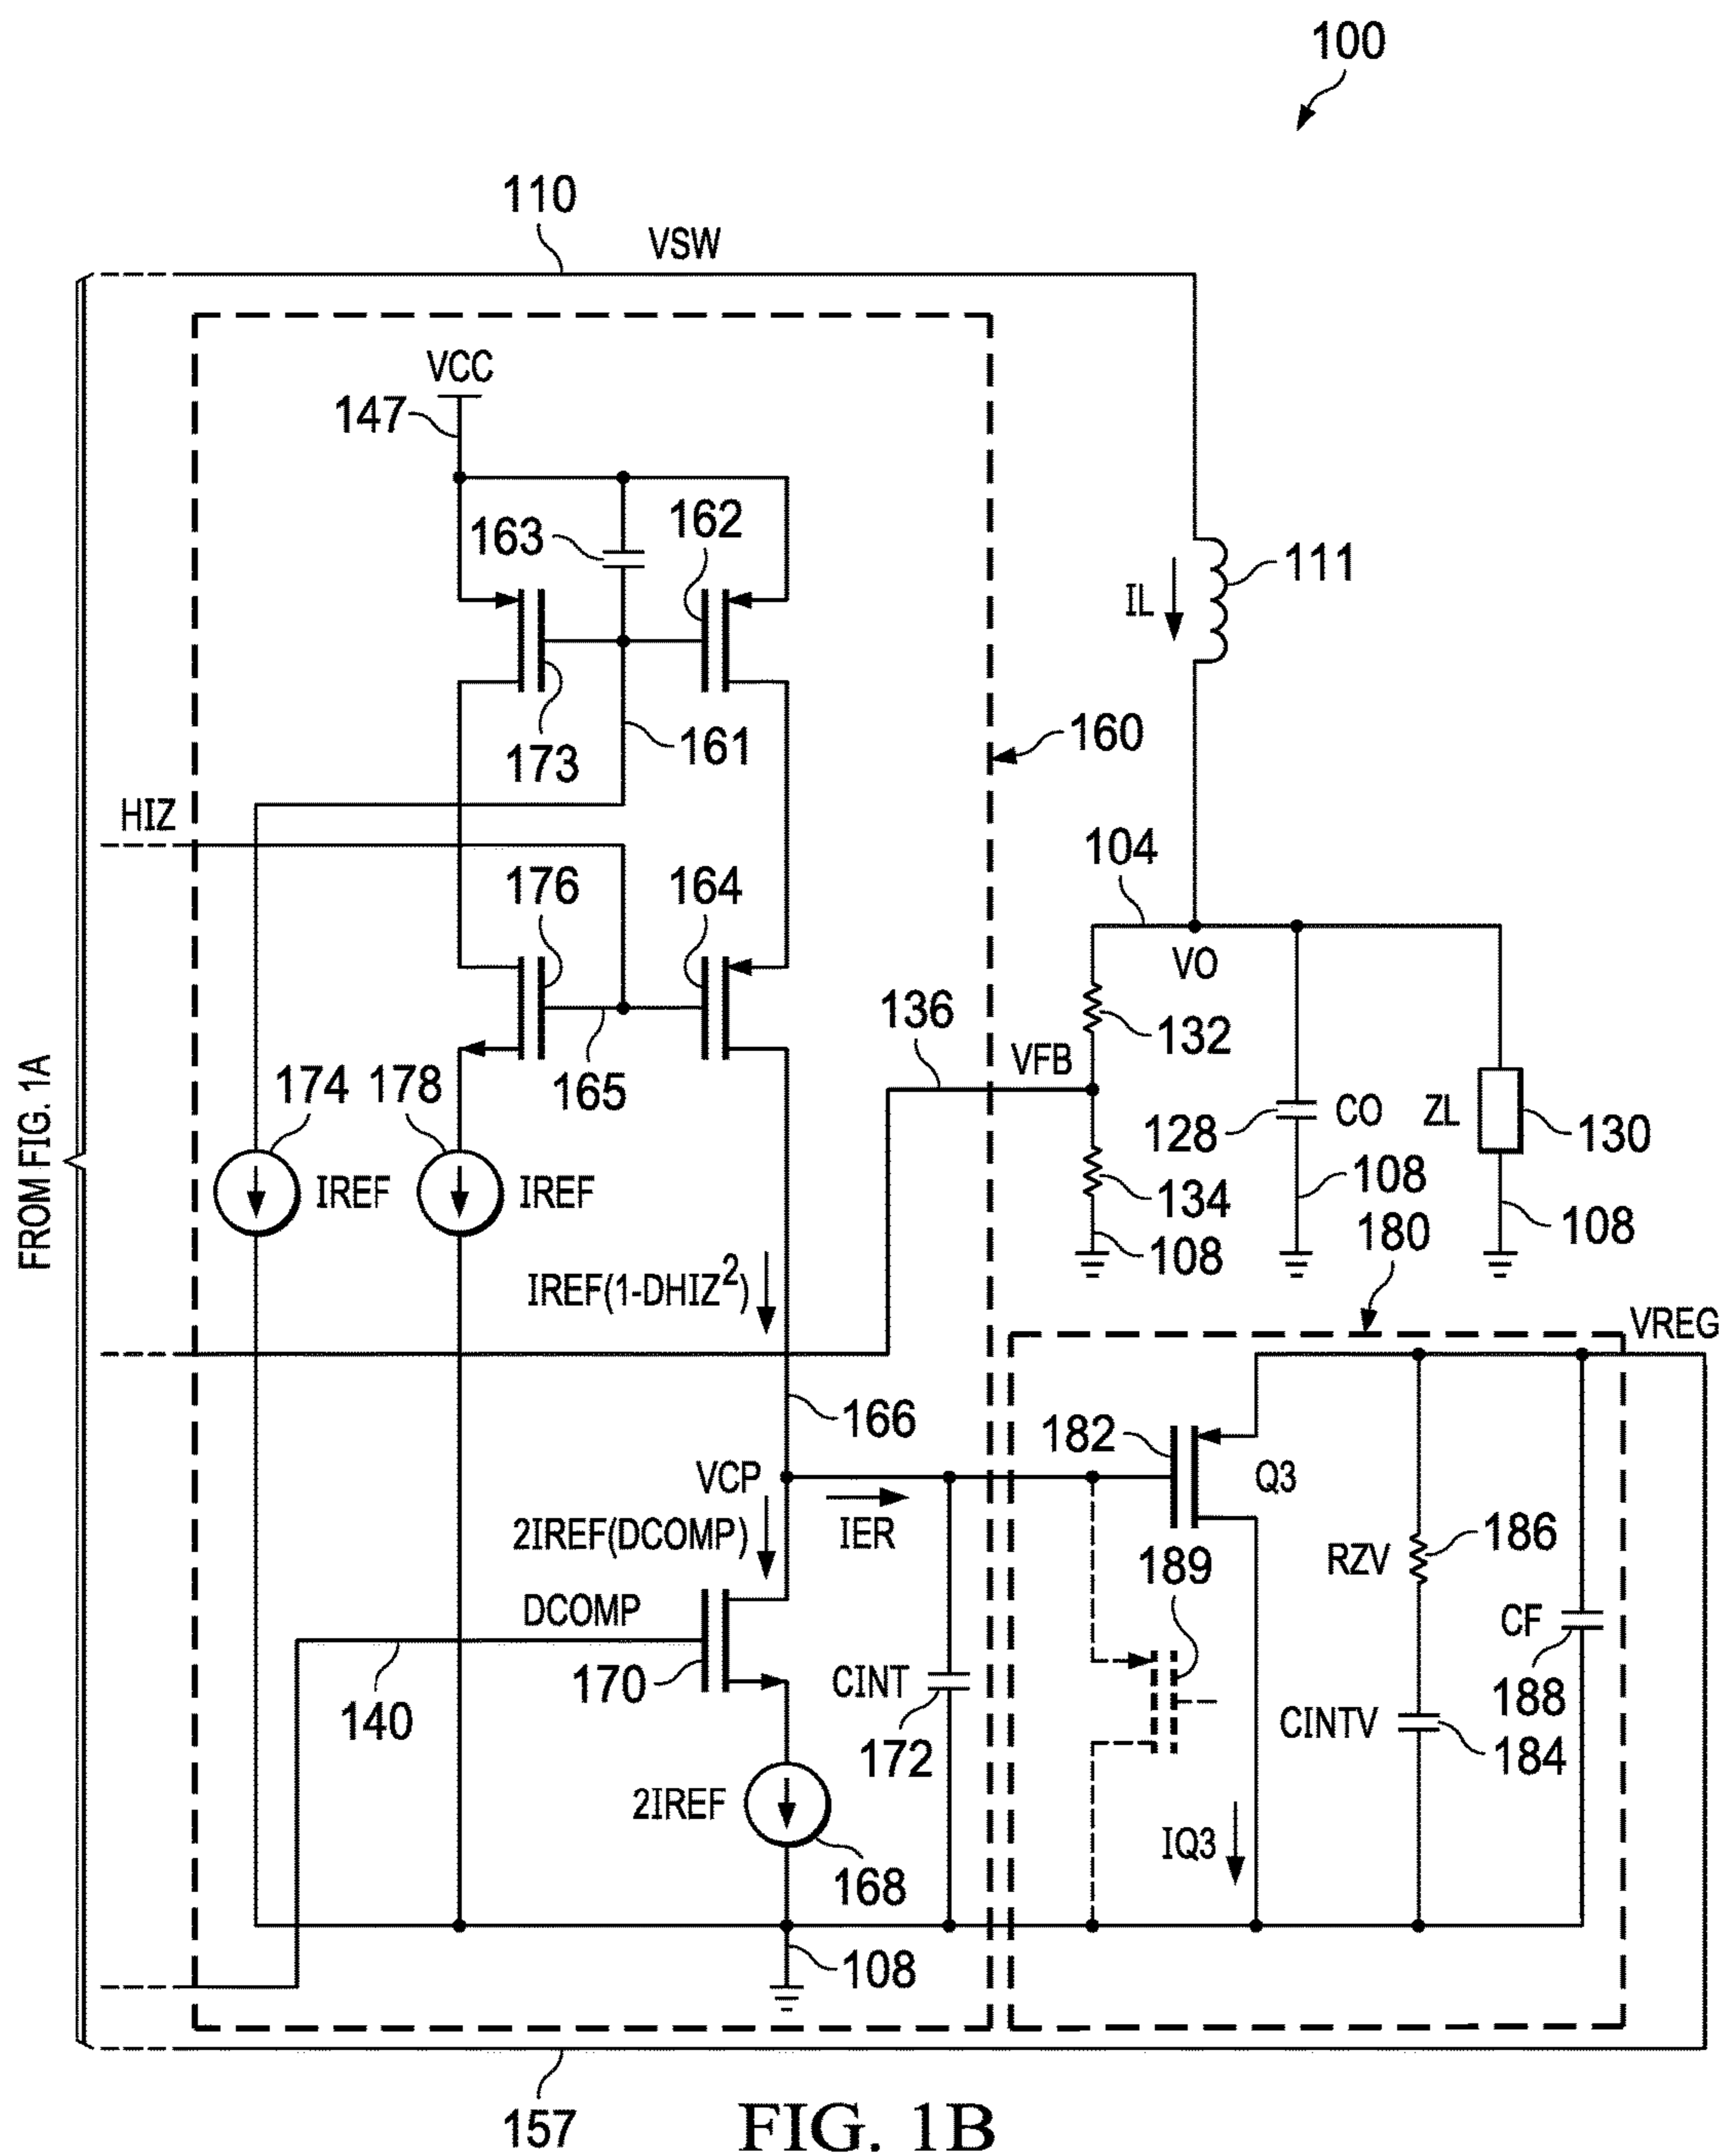 100
110
VSW
VCC
147
163
162
IL
111
173
161
160
HIZ
104
176
164
VO
136
132
VFB
165
174
178
128
CO
ZL
130
IREF
IREF
134
108
108
180
108
FROM FIG. 1A
IREF(1-DHIZ²)
VREG
166
182
VCP
Q3
2IREF(DCOMP)
IER
189
RZV
186
DCOMP
CF
170
CINT
188
140
172
CINTV
184
2IREF
IQ3
168
108
157
FIG. 1B